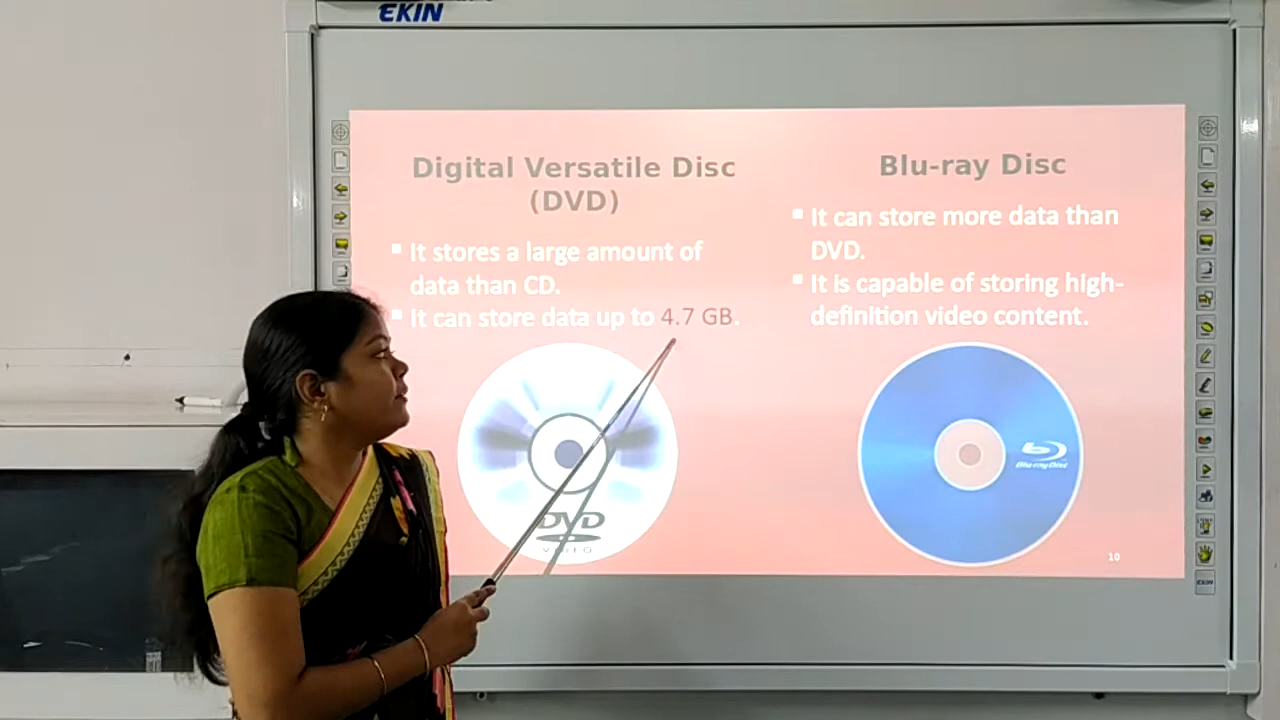 EKIN
Digital Versatile Disc
(DVD)
▪ It stores a large amount of
data than CD.
▪ It can store data up to 4.7 GB.
DVD
VIDEO
Blu-ray Disc
▪ It can store more data than
DVD.
▪ It is capable of storing high-
definition video content.
Blu-ray Disc
10
EKIN